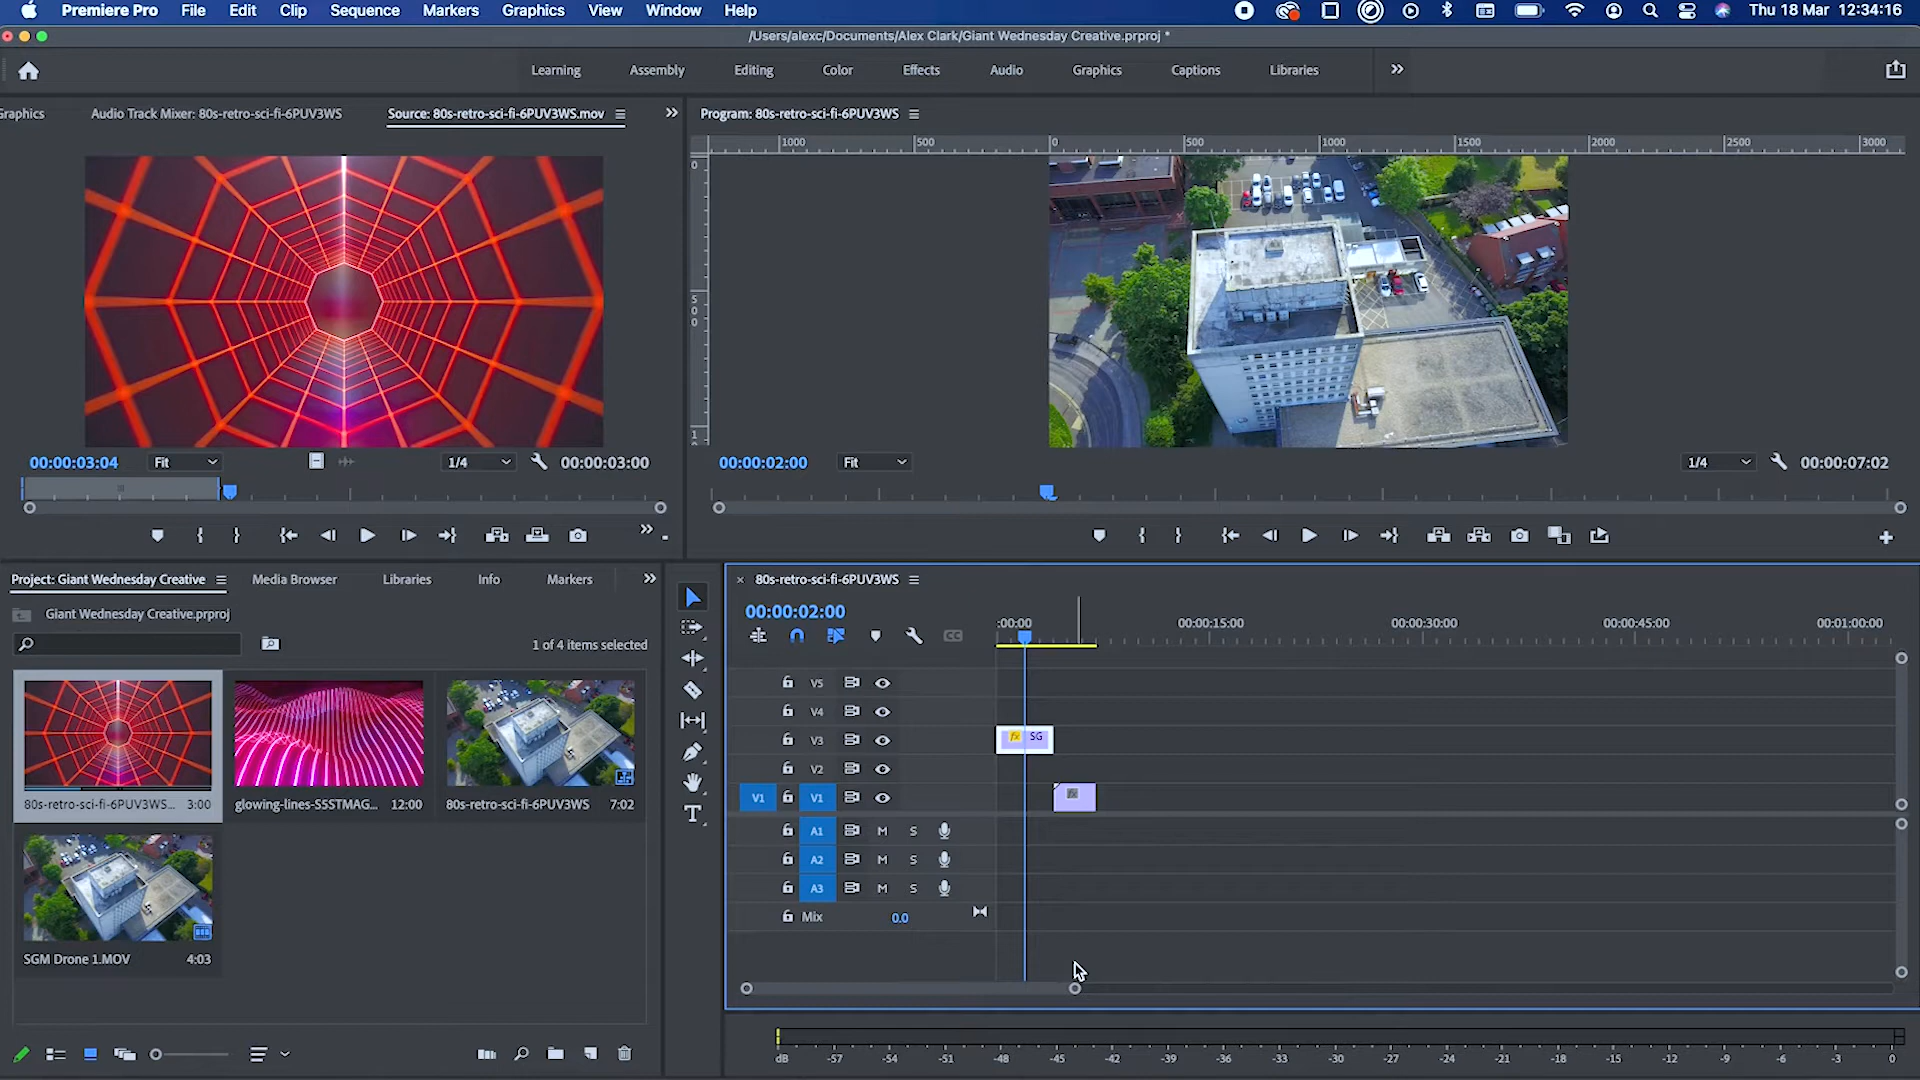 Premiere Pro File Edit Clip Sequence Markers Graphics View Window Help Thu 18 Mar 12:34:16
/Users/alexc/Documents/Alex Clark/Giant Wednesday Creative.prproj *
Learning Assembly Editing Color Effects Audio Graphics Captions Libraries
Graphics Audio Track Mixer: 80s-retro-sci-fi-6PUV3WS Source: 80s-retro-sci-fi-6PUV3WS.mov
Program: 80s-retro-sci-fi-6PUV3WS
1000 500 0 500 1000 1500 2000 2500 3000
0
500
1
00:00:03:04 Fit 1/4 00:00:03:00
00:00:02:00 Fit 1/4 00:00:07:02
Project: Giant Wednesday Creative Media Browser Libraries Info Markers
Giant Wednesday Creative.prproj
1 of 4 items selected
80s-retro-sci-fi-6PUV3WS... 3:00
glowing-lines-S5STMAG... 12:00
80s-retro-sci-fi-6PUV3WS 7:02
SGM Drone 1.MOV 4:03
80s-retro-sci-fi-6PUV3WS
00:00:02:00
:00:00 00:00:15:00 00:00:30:00 00:00:45:00 00:01:00:00
CC
V5
V4
V3 fx SG
V2
V1 V1 fx
A1 M S
A2 M S
A3 M S
Mix 0.0
T
dB -57 -54 -51 -48 -45 -42 -39 -36 -33 -30 -27 -24 -21 -18 -15 -12 -9 -6 -3 0